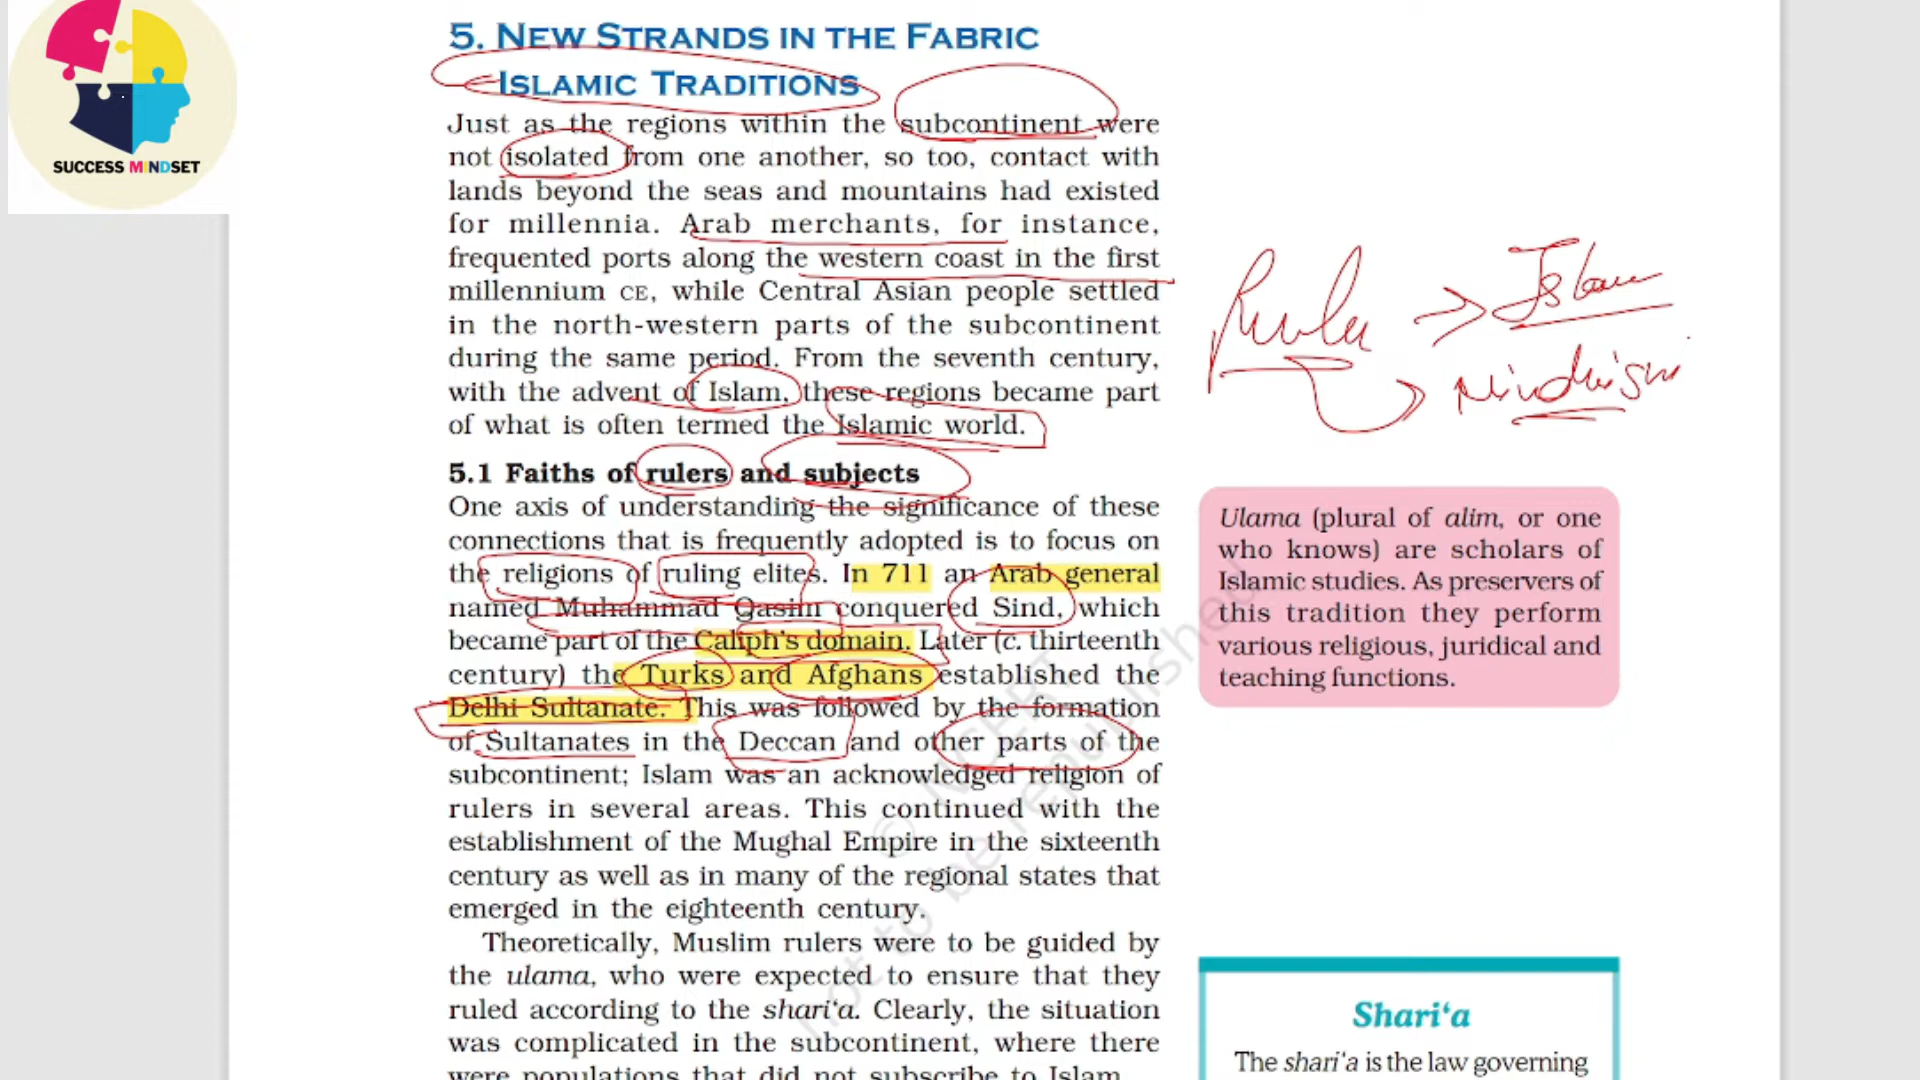 SUCCESS MINDSET
5. NEW STRANDS IN THE FABRIC
ISLAMIC TRADITIONS
Just as the regions within the subcontinent were
not isolated from one another, so too, contact with
lands beyond the seas and mountains had existed
for millennia. Arab merchants, for instance,
frequented ports along the western coast in the first
millennium CE, while Central Asian people settled
in the north-western parts of the subcontinent
during the same period. From the seventh century,
with the advent of Islam, these regions became part
of what is often termed the Islamic world.
5.1 Faiths of rulers and subjects
One axis of understanding the significance of these
connections that is frequently adopted is to focus on
the religions of ruling elites. In 711 an Arab general
named Muhammad Qasim conquered Sind, which
became part of the Caliph's domain. Later (c. thirteenth
century) the Turks and Afghans established the
Delhi Sultanate. This was followed by the formation
of Sultanates in the Deccan and other parts of the
subcontinent; Islam was an acknowledged religion of
rulers in several areas. This continued with the
establishment of the Mughal Empire in the sixteenth
century as well as in many of the regional states that
emerged in the eighteenth century.
Theoretically, Muslim rulers were to be guided by
the ulama, who were expected to ensure that they
ruled according to the shari‘a. Clearly, the situation
was complicated in the subcontinent, where there
were populations that did not subscribe to Islam.
Islam
Ulama (plural of alim, or one
who knows) are scholars of
Islamic studies. As preservers of
this tradition they perform
various religious, juridical and
teaching functions.
Shari‘a
The shari‘a is the law governing
© NCERT
not to be republished